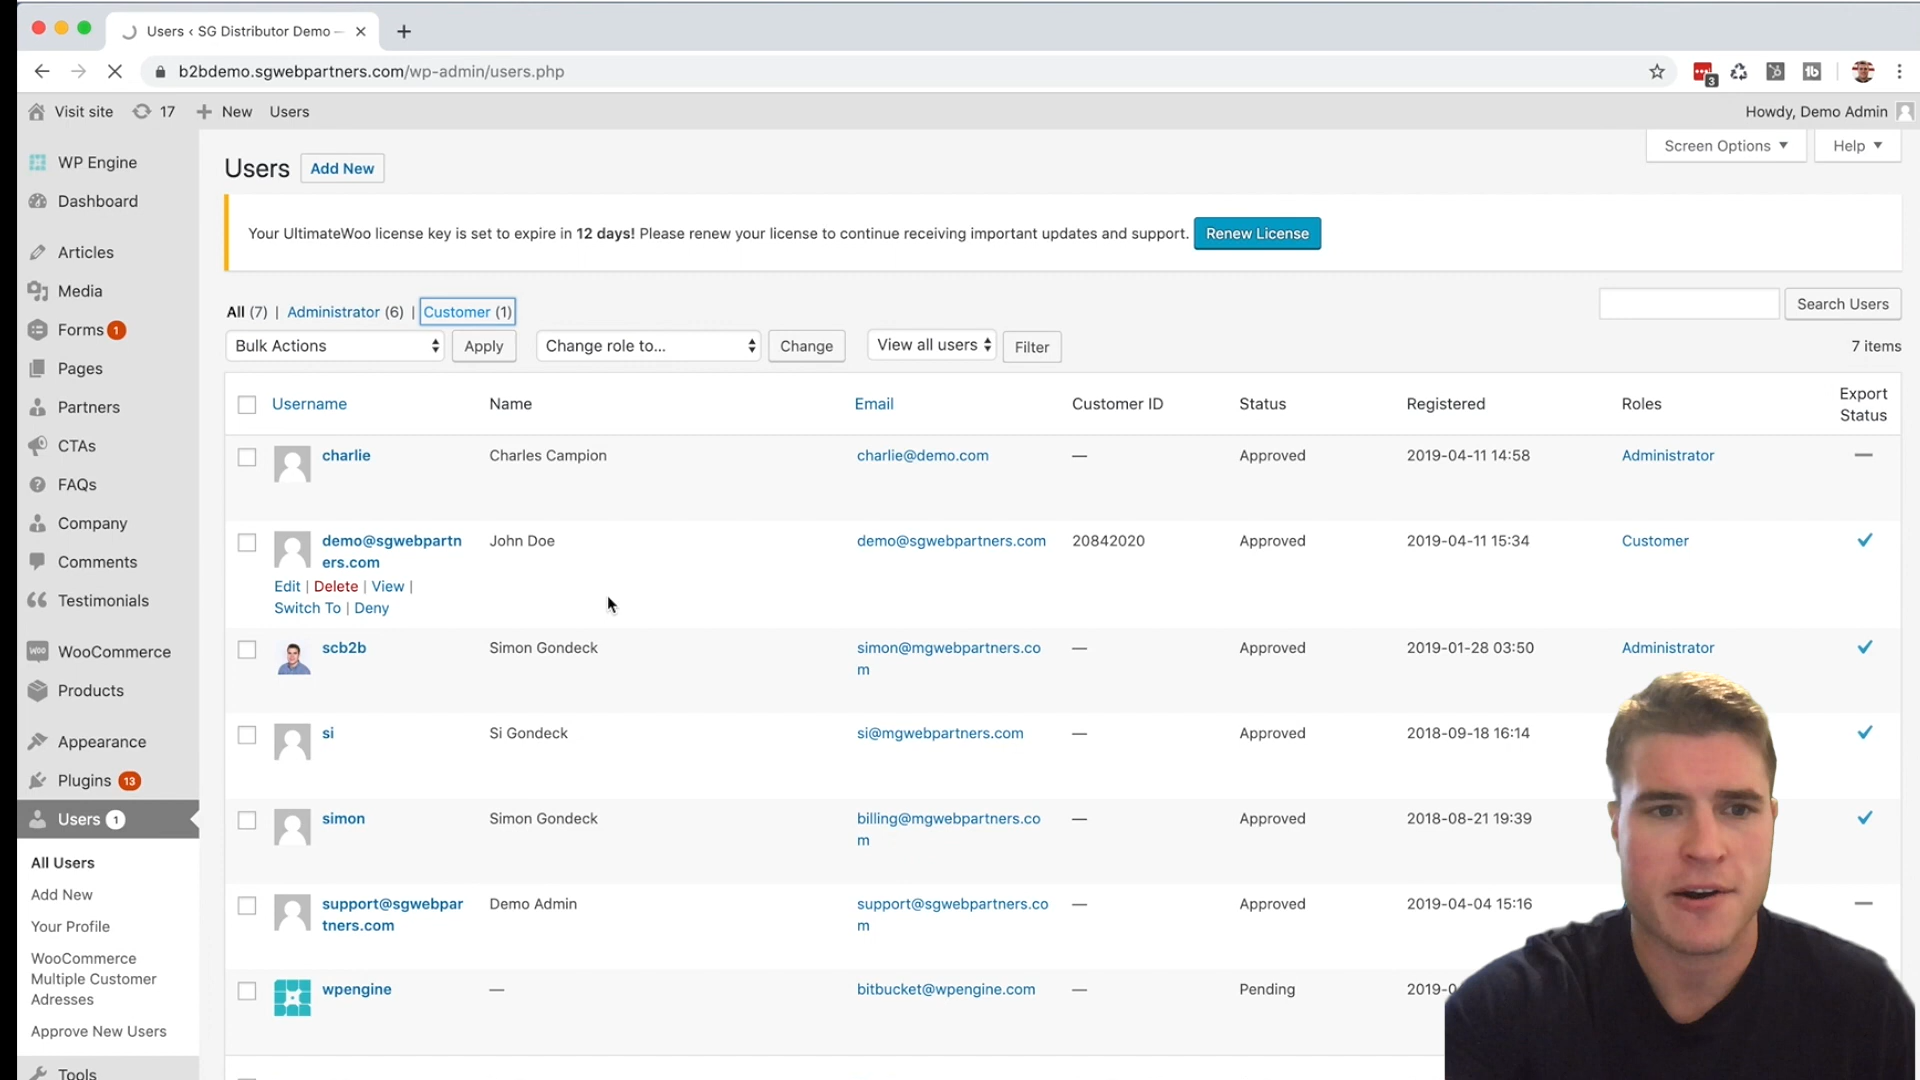 Users ‹ SG Distributor Demo –
b2bdemo.sgwebpartners.com/wp-admin/users.php
3
tb
Visit site 17 New Users Howdy, Demo Admin
Screen Options Help
WP Engine
Dashboard
Articles
Media
Forms 1
Pages
Partners
CTAs
FAQs
Company
Comments
Testimonials
WooCommerce
Products
Appearance
Plugins 13
Users 1
All Users
Add New
Your Profile
WooCommerce
Multiple Customer
Adresses
Approve New Users
Tools
Users Add New
Your UltimateWoo license key is set to expire in 12 days! Please renew your license to continue receiving important updates and support. Renew License
All (7) | Administrator (6) | Customer (1)
Search Users
Bulk Actions Apply Change role to... Change View all users Filter 7 items
Username Name Email Customer ID Status Registered Roles Export
Status
charlie Charles Campion charlie@demo.com — Approved 2019-04-11 14:58 Administrator —
demo@sgwebpartn John Doe demo@sgwebpartners.com 20842020 Approved 2019-04-11 15:34 Customer
ers.com
Edit | Delete | View |
Switch To | Deny
scb2b Simon Gondeck simon@mgwebpartners.co — Approved 2019-01-28 03:50 Administrator
m
si Si Gondeck si@mgwebpartners.com — Approved 2018-09-18 16:14
simon Simon Gondeck billing@mgwebpartners.co — Approved 2018-08-21 19:39
m
support@sgwebpar Demo Admin support@sgwebpartners.co — Approved 2019-04-04 15:16 —
tners.com m
wpengine — bitbucket@wpengine.com — Pending 2019-0